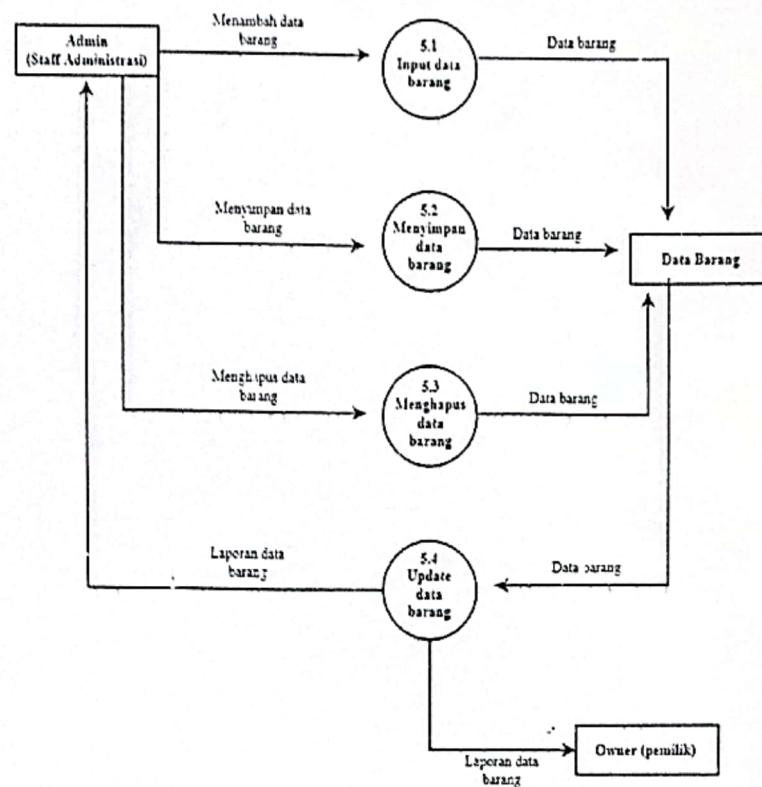 Menambah data
barang
Admin
(Staff Administrasi)
5.1
Input data
barang
Data barang
Menyimpan data
barang
5.2
Menyimpan
data
barang
Data barang
Data Barang
Menghapus data
barang
5.3
Menghapus
data
barang
Data barang
Laporan data
barang
5.4
Update
data
barang
Data barang
Owner (pemilik)
Laporan data
barang